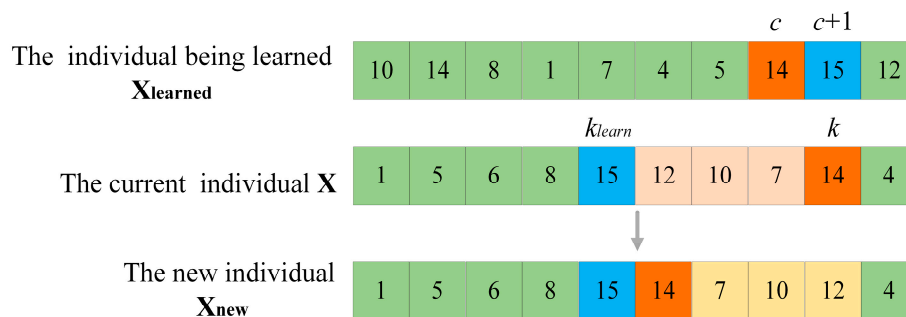 c c+1
The individual being learned
Xlearned
10 14 8 1 7 4 5 14 15 12
klearn k
The current individual X
1 5 6 8 15 12 10 7 14 4
The new individual
Xnew
1 5 6 8 15 14 7 10 12 4